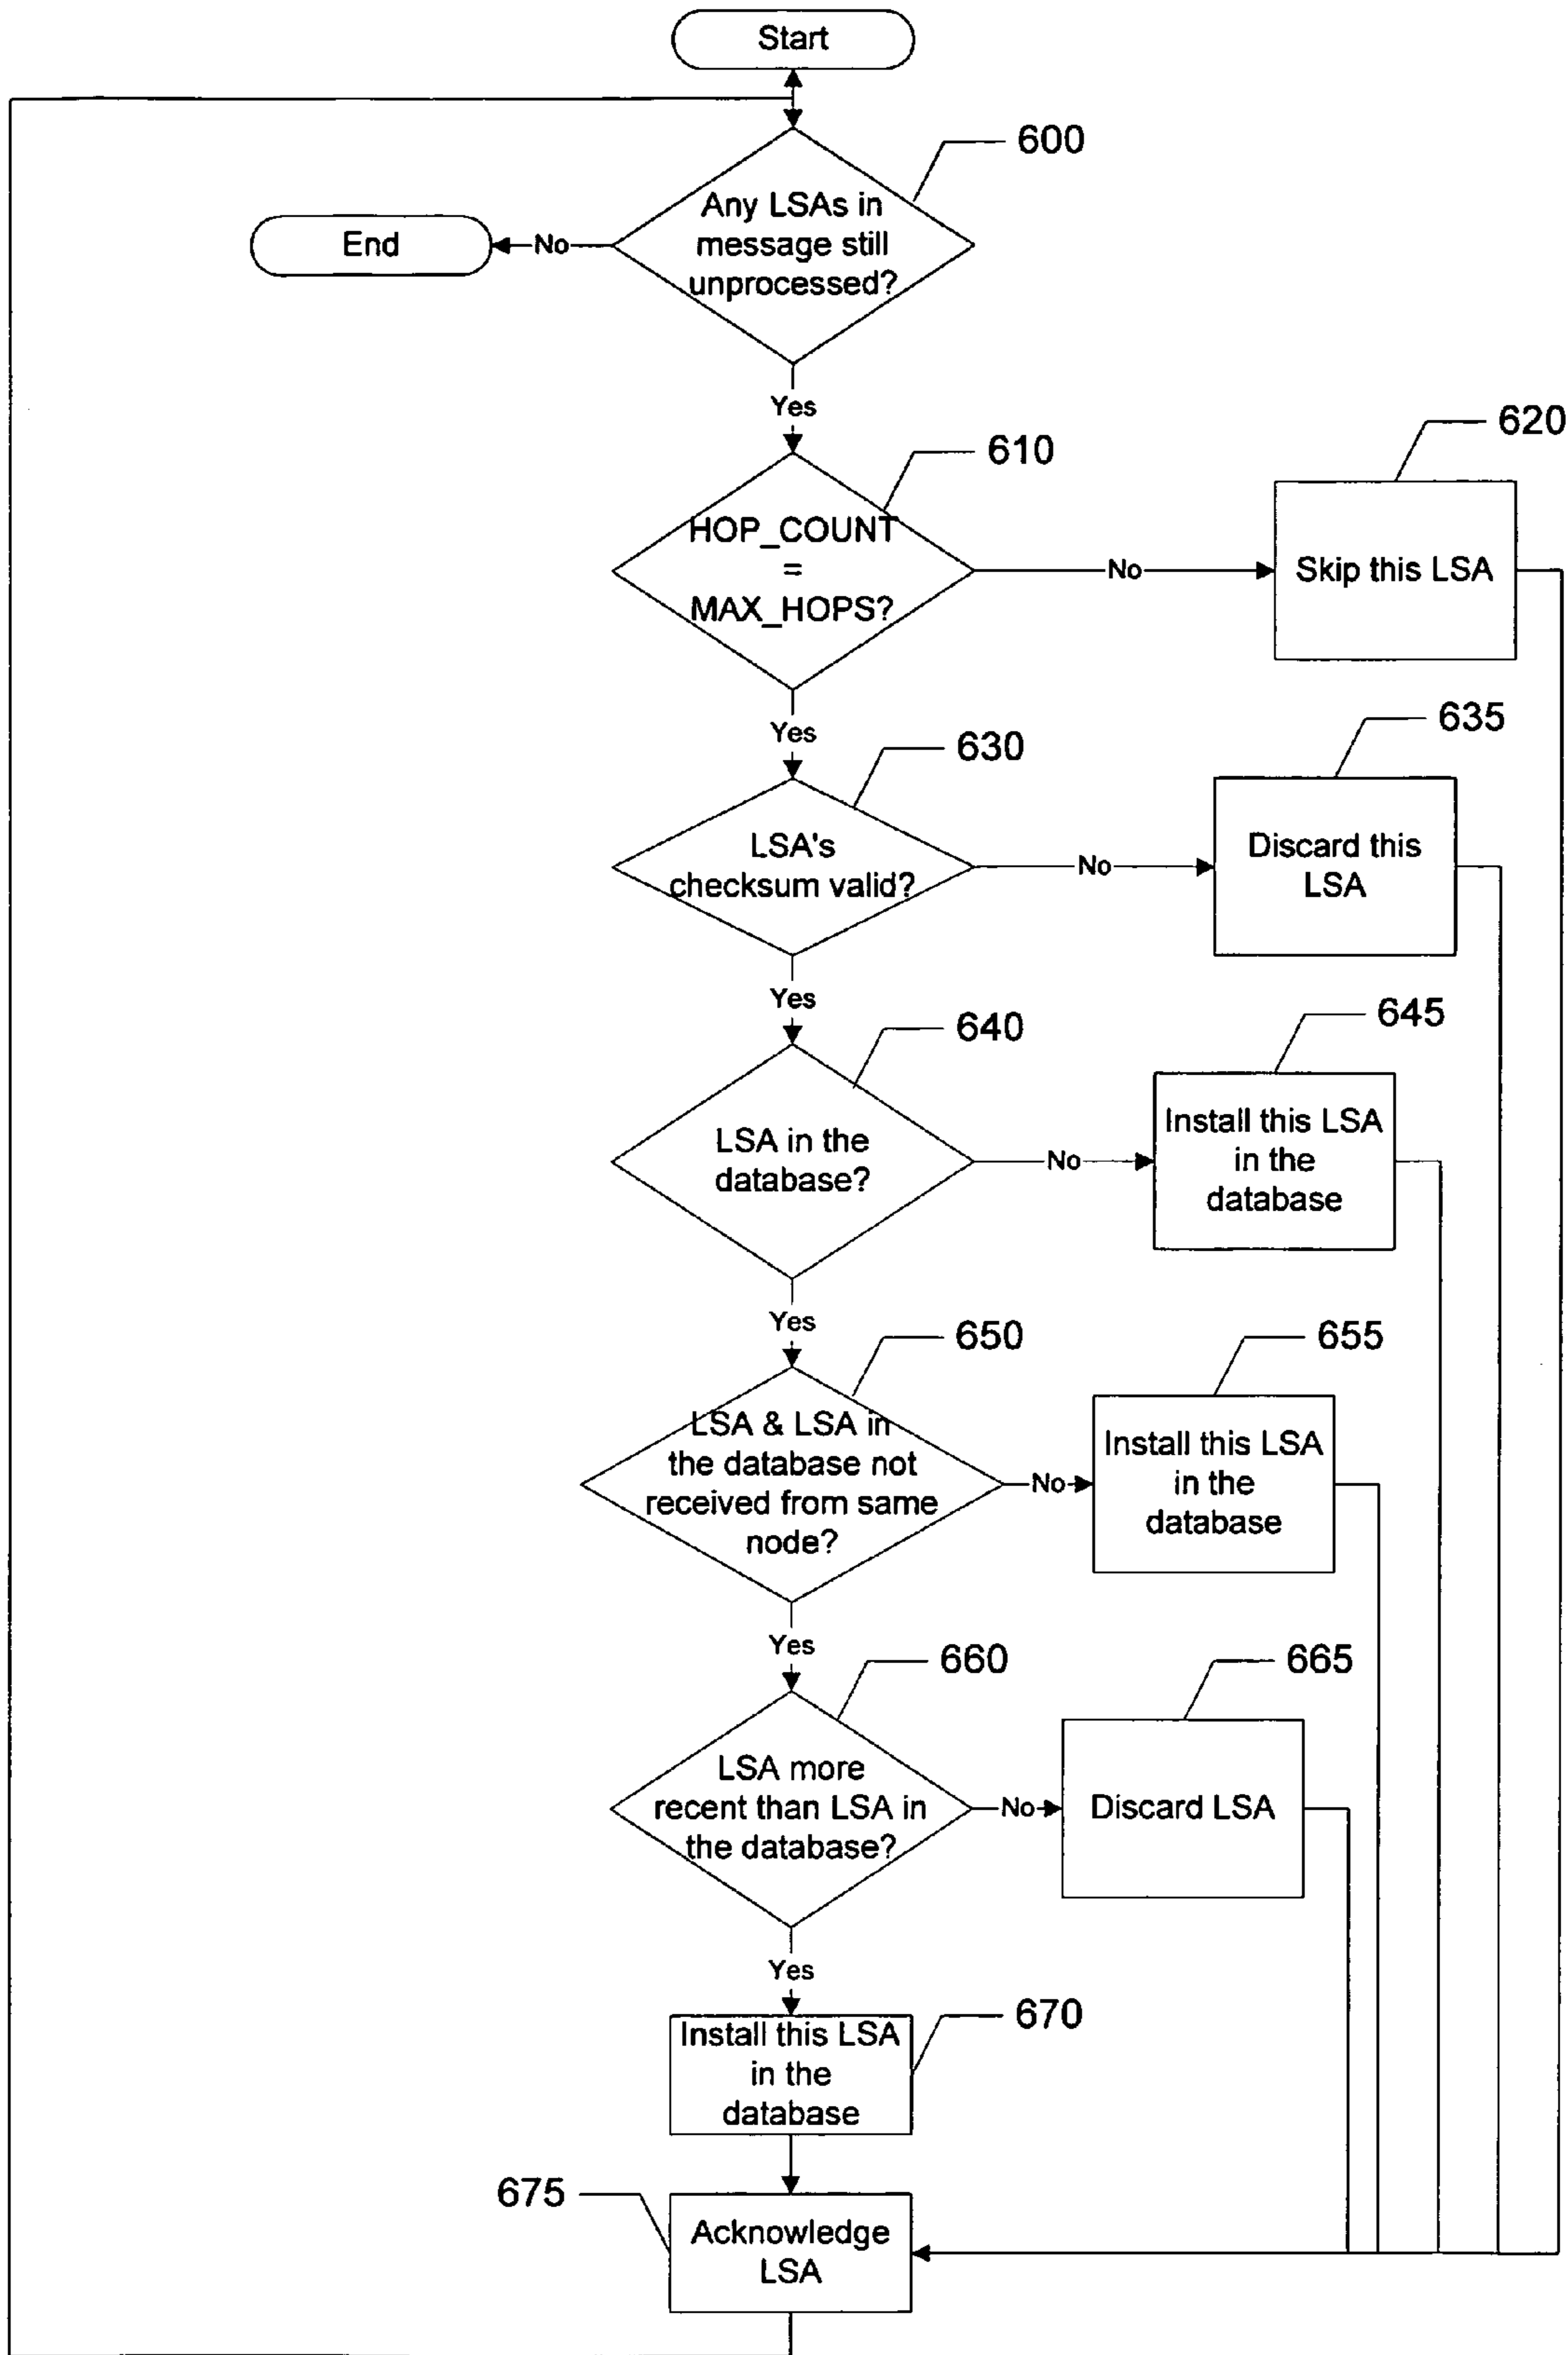 Start
600
Any LSAs in
message still
unprocessed?
No
End
Yes
610
HOP_COUNT
=
MAX_HOPS?
No
620
Skip this LSA
Yes
630
LSA's
checksum valid?
No
635
Discard this
LSA
Yes
640
LSA in the
database?
No
645
Install this LSA
in the
database
Yes
650
LSA & LSA in
the database not
received from same
node?
No
655
Install this LSA
in the
database
Yes
660
LSA more
recent than LSA in
the database?
No
665
Discard LSA
Yes
670
Install this LSA
in the
database
675
Acknowledge
LSA